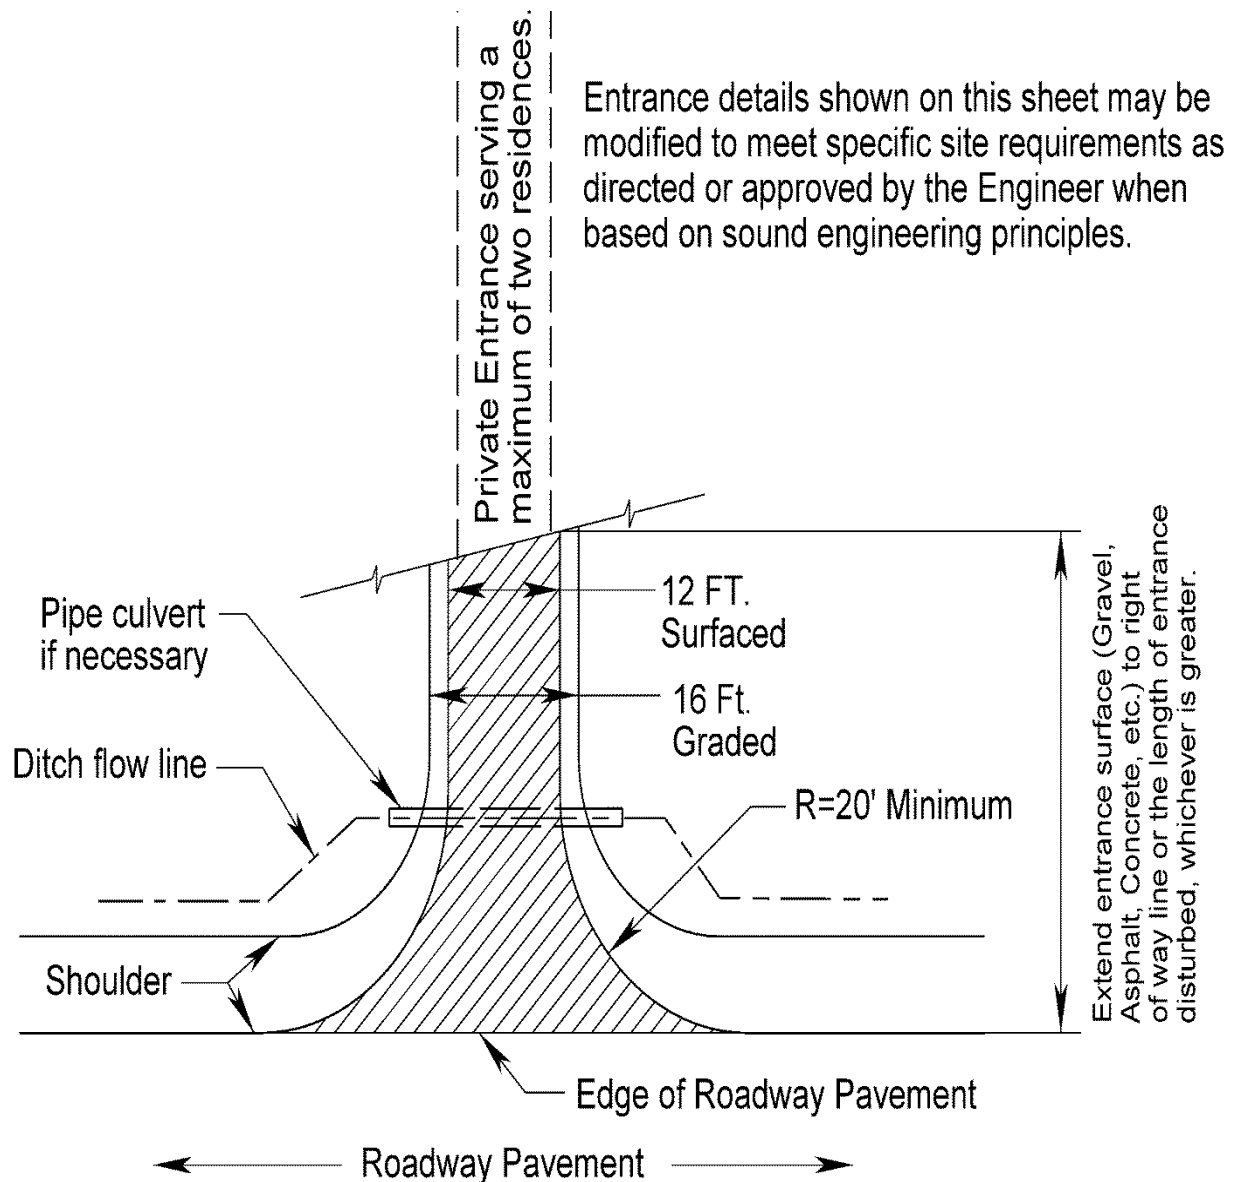 Private Entrance serving a
maximum of two residences.
Entrance details shown on this sheet may be
modified to meet specific site requirements as
directed or approved by the Engineer when
based on sound engineering principles.
Pipe culvert
if necessary
12 FT.
Surfaced
16 Ft.
Graded
Ditch flow line
R=20' Minimum
Shoulder
Extend entrance surface (Gravel,
Asphalt, Concrete, etc.) to right
of way line or the length of entrance
disturbed, whichever is greater.
Edge of Roadway Pavement
Roadway Pavement